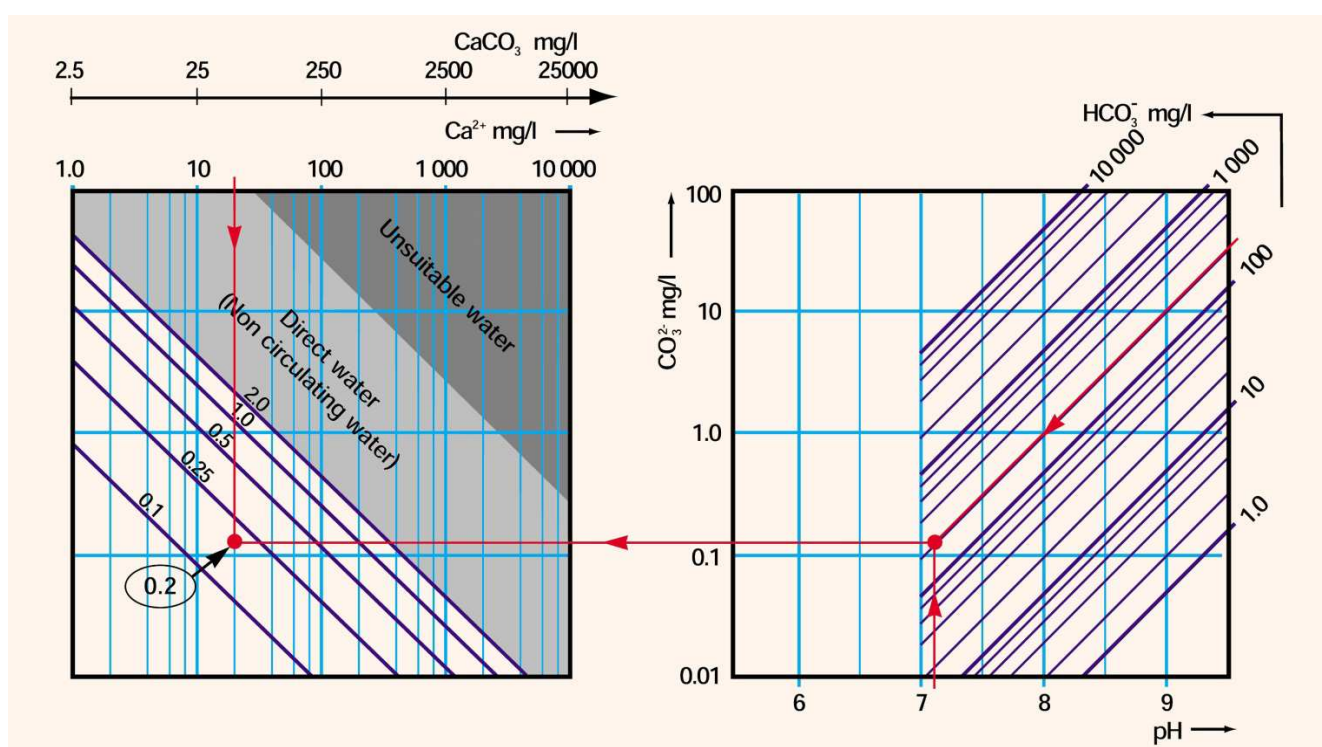 CaCO₃ mg/l
2.5 25 250 2500 25000
Ca²⁺ mg/l
1.0 10 100 1 000 10 000
Unsuitable water
Direct water
(Non circulating water)
2.0
1.0
0.5
0.25
0.1
0.2
HCO₃⁻ mg/l
10 000
1 000
100
10
1.0
CO₃²⁻ mg/l
100
10
1.0
0.1
0.01
6 7 8 9
pH